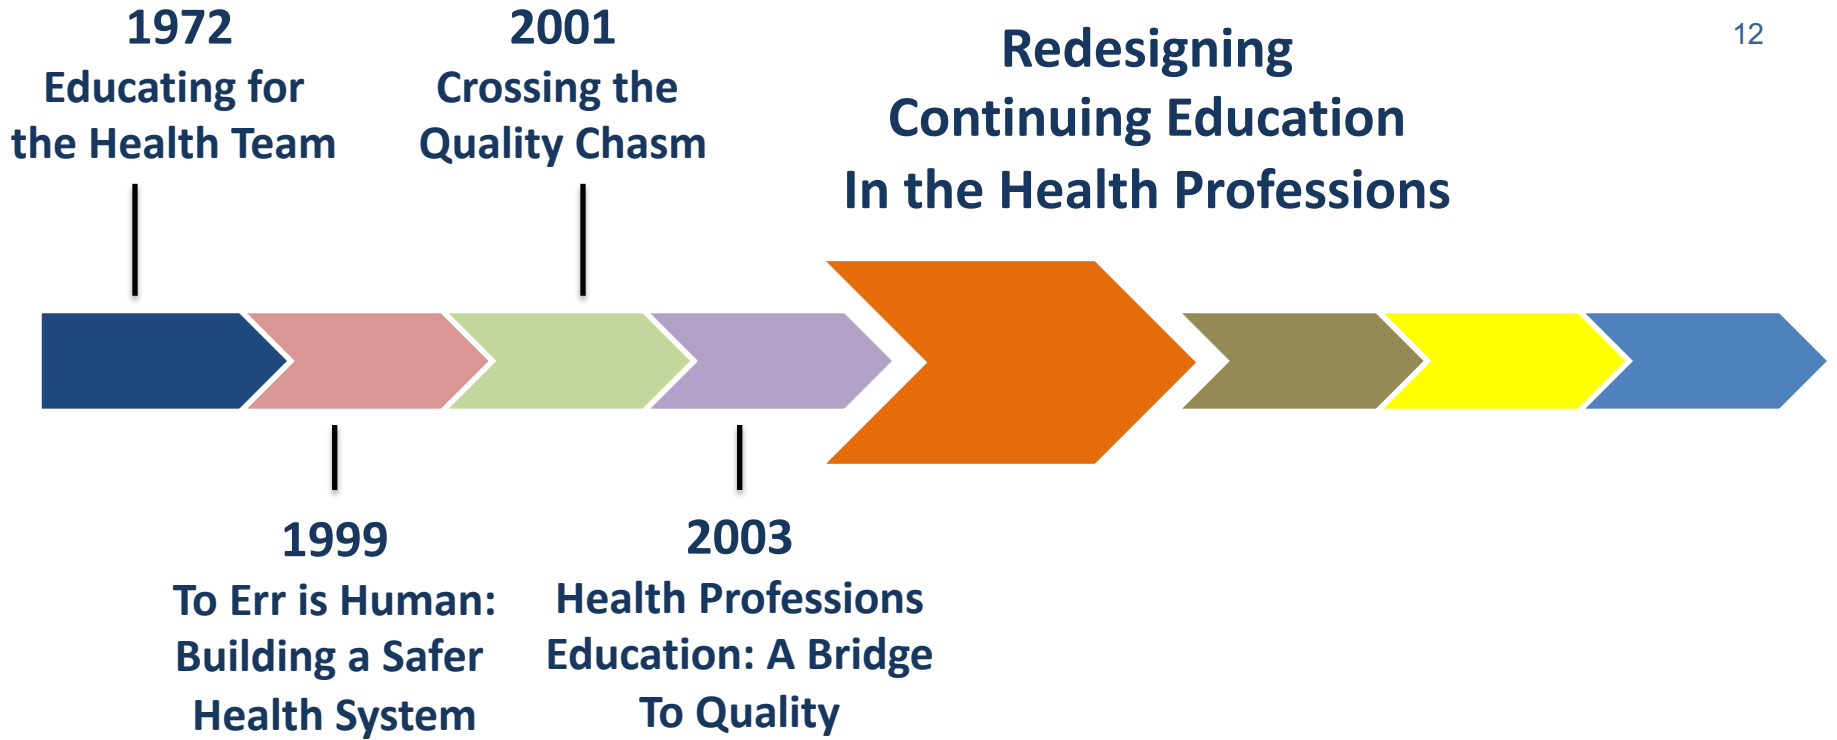 1972
Educating for
the Health Team
2001
Crossing the
Quality Chasm
Redesigning
Continuing Education
In the Health Professions
12
1999
To Err is Human:
Building a Safer
Health System
2003
Health Professions
Education: A Bridge
To Quality